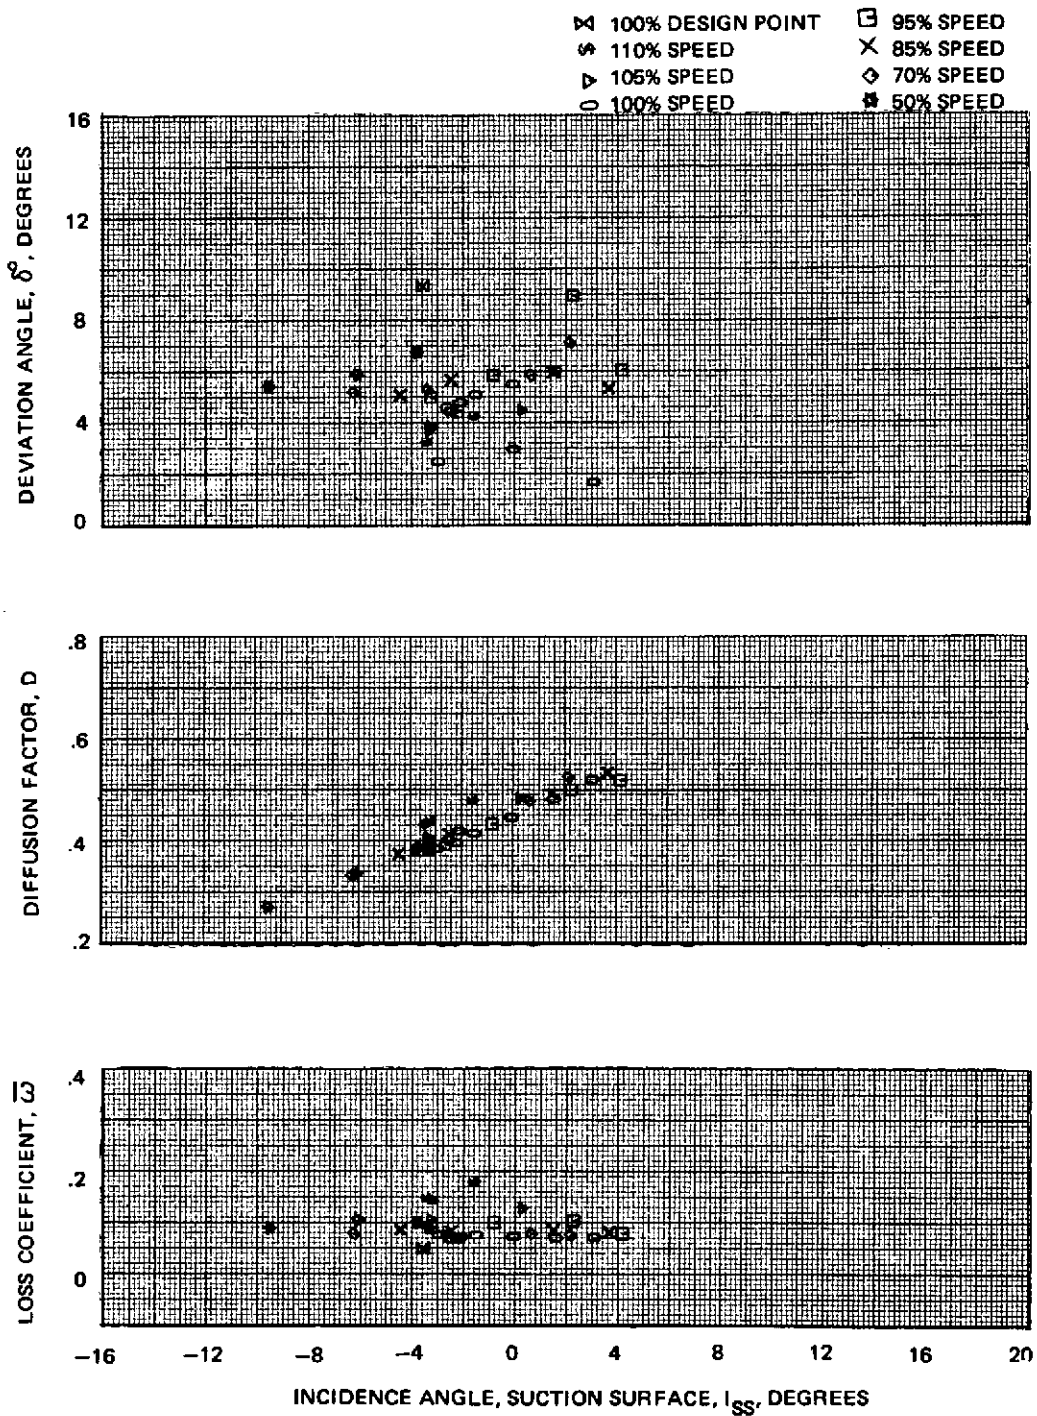 100% DESIGN POINT
110% SPEED
105% SPEED
100% SPEED
95% SPEED
85% SPEED
70% SPEED
50% SPEED
DEVIATION ANGLE, δ°, DEGREES
16
12
8
4
0
DIFFUSION FACTOR, D
.8
.6
.4
.2
LOSS COEFFICIENT, ω̅
.4
.2
0
−16 −12 −8 −4 0 4 8 12 16 20
INCIDENCE ANGLE, SUCTION SURFACE, ISS, DEGREES